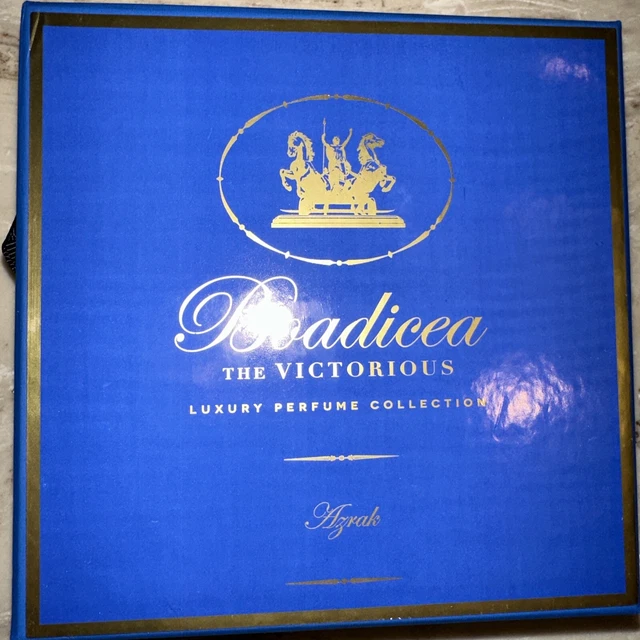 Boadicea
THE VICTORIOUS
LUXURY PERFUME COLLECTION
Azrak